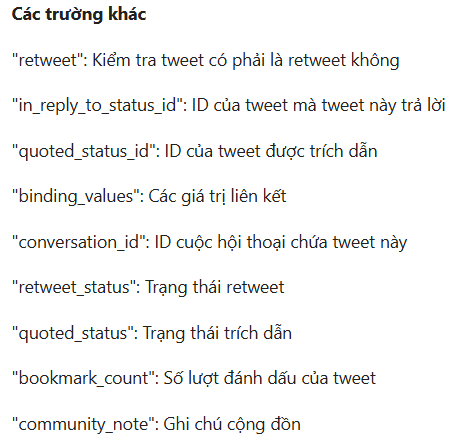 Các trường khác
"retweet": Kiểm tra tweet có phải là retweet không
"in_reply_to_status_id": ID của tweet mà tweet này trả lời
"quoted_status_id": ID của tweet được trích dẫn
"binding_values": Các giá trị liên kết
"conversation_id": ID cuộc hội thoại chứa tweet này
"retweet_status": Trạng thái retweet
"quoted_status": Trạng thái trích dẫn
"bookmark_count": Số lượt đánh dấu của tweet
"community_note": Ghi chú cộng đồn